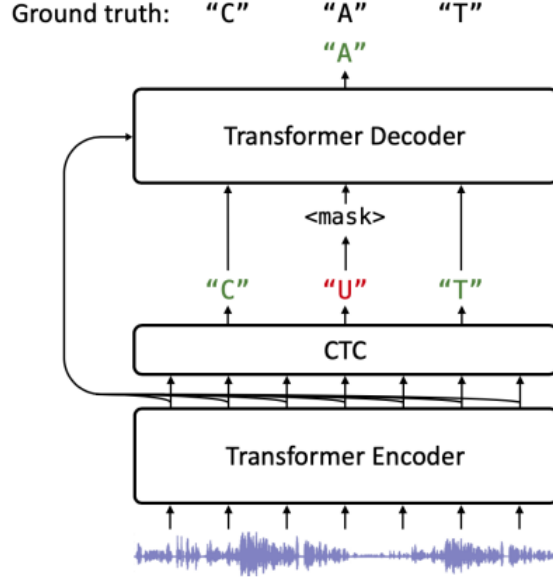 Ground truth: “C” “A” “T”
“A”
Transformer Decoder
<mask>
“C” “U” “T”
CTC
Transformer Encoder